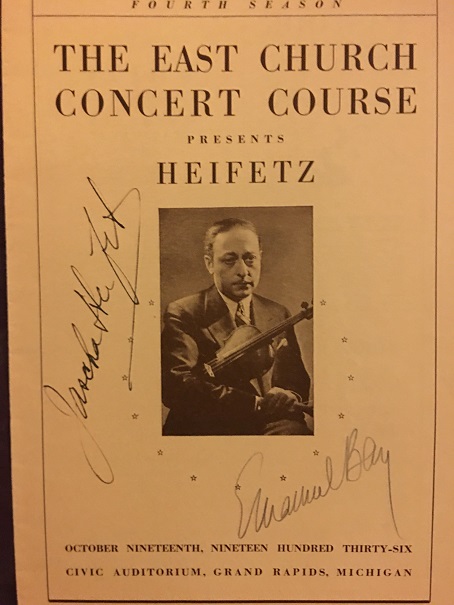 FOURTH SEASON
THE EAST CHURCH
CONCERT COURSE
PRESENTS
HEIFETZ
Jascha Heifetz
Emanuel Bay
OCTOBER NINETEENTH, NINETEEN HUNDRED THIRTY-SIX
CIVIC AUDITORIUM, GRAND RAPIDS, MICHIGAN